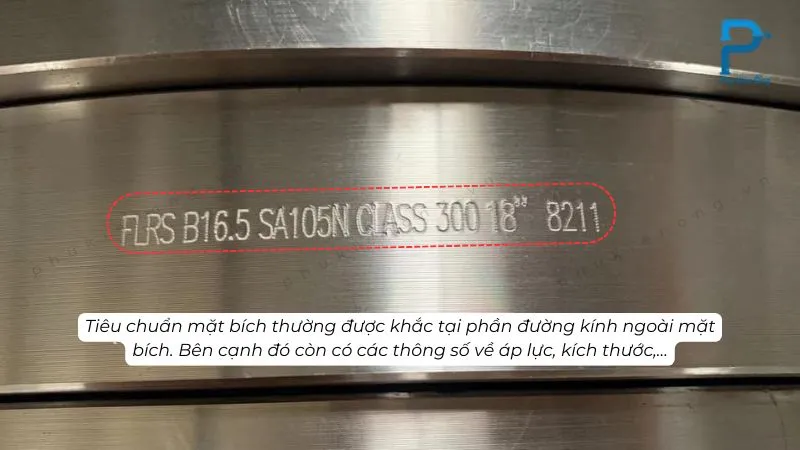 P
FLRS B16.5 SA105N CLASS 300 18” 8211
Tiêu chuẩn mặt bích thường được khắc tại phần đường kính ngoài mặt
bích. Bên cạnh đó còn có các thông số về áp lực, kích thước,...